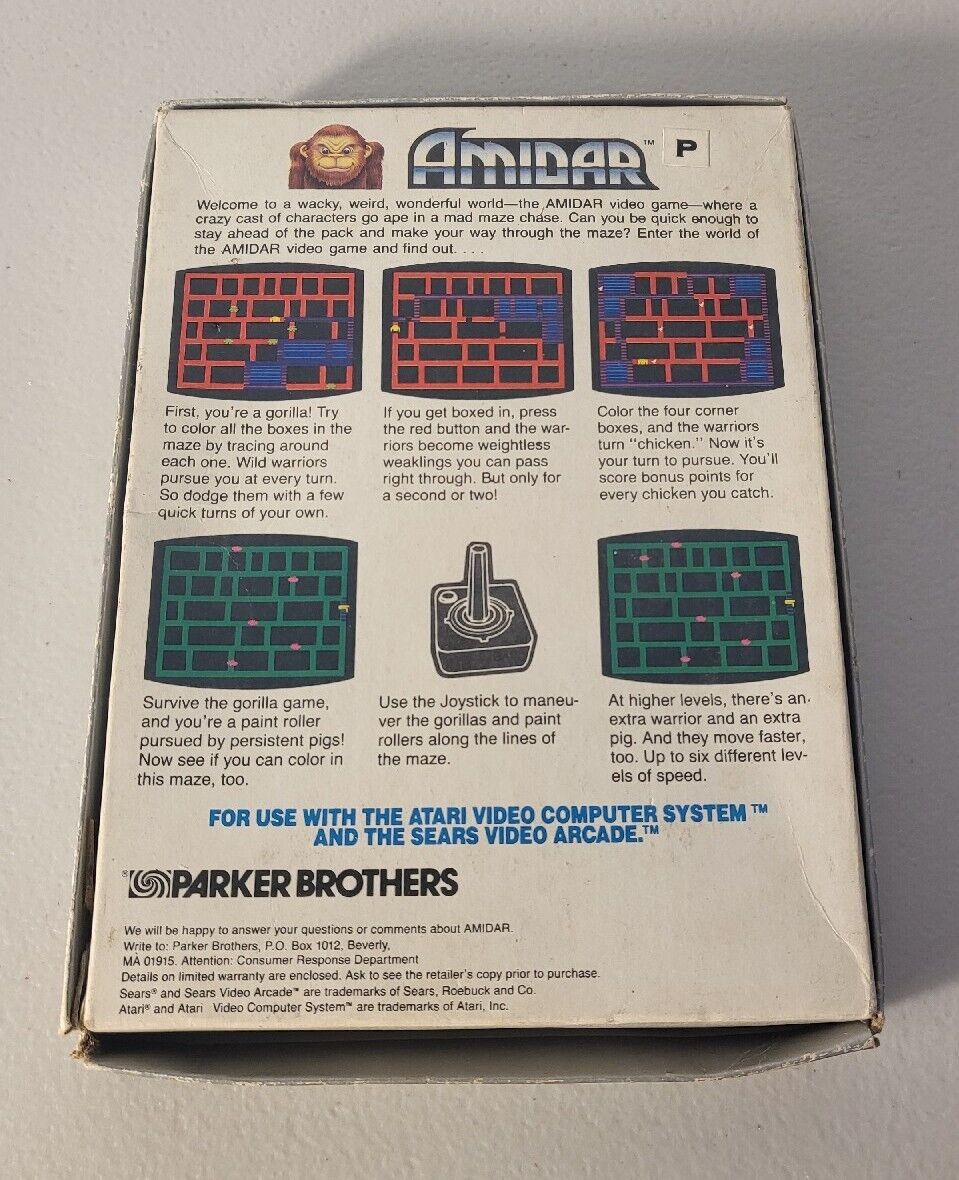 AMIDAR™ P
Welcome to a wacky, weird, wonderful world—the AMIDAR video game—where a
crazy cast of characters go ape in a mad maze chase. Can you be quick enough to
stay ahead of the pack and make your way through the maze? Enter the world of
the AMIDAR video game and find out. . . .
First, you're a gorilla! Try
to color all the boxes in the
maze by tracing around
each one. Wild warriors
pursue you at every turn.
So dodge them with a few
quick turns of your own.
If you get boxed in, press
the red button and the war-
riors become weightless
weaklings you can pass
right through. But only for
a second or two!
Color the four corner
boxes, and the warriors
turn "chicken." Now it's
your turn to pursue. You'll
score bonus points for
every chicken you catch.
Survive the gorilla game,
and you're a paint roller
pursued by persistent pigs!
Now see if you can color in
this maze, too.
Use the Joystick to maneu-
ver the gorillas and paint
rollers along the lines of
the maze.
At higher levels, there's an
extra warrior and an extra
pig. And they move faster,
too. Up to six different lev-
els of speed.
FOR USE WITH THE ATARI VIDEO COMPUTER SYSTEM™
AND THE SEARS VIDEO ARCADE.™
® PARKER BROTHERS
We will be happy to answer your questions or comments about AMIDAR.
Write to: Parker Brothers, P.O. Box 1012, Beverly,
MA 01915. Attention: Consumer Response Department
Details on limited warranty are enclosed. Ask to see the retailer's copy prior to purchase.
Sears® and Sears Video Arcade™ are trademarks of Sears, Roebuck and Co.
Atari® and Atari Video Computer System™ are trademarks of Atari, Inc.